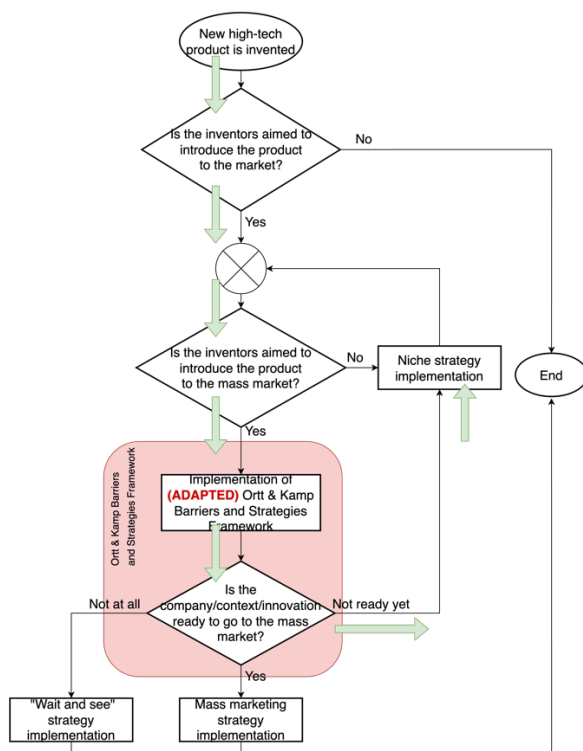 New high-tech
product is invented
Is the inventors aimed to
introduce the product
to the market?
No
Yes
Is the inventors aimed to
introduce the product
to the mass market?
No
Niche strategy
implementation
End
Yes
Ortt & Kamp Barriers
and Strategies Framework
Implementation of
(ADAPTED) Ortt & Kamp
Barriers and Strategies
Framework
Is the
company/context/innovation
ready to go to the mass
market?
Not at all
Not ready yet
Yes
"Wait and see"
strategy
implementation
Mass marketing
strategy
implementation